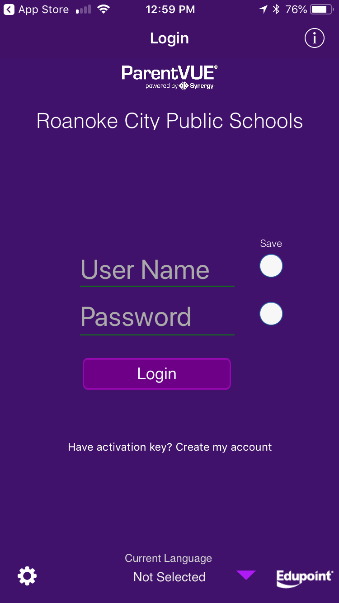 App Store 12:59 PM 76%
Login
ParentVUE®
powered by Synergy
Roanoke City Public Schools
Save
User Name
Password
Login
Have activation key? Create my account
Current Language
Not Selected
Edupoint